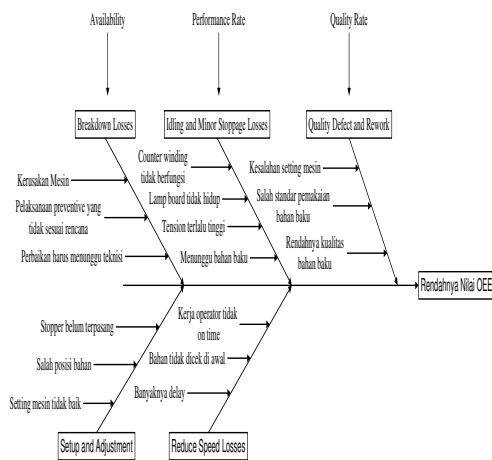 Availability
Performance Rate
Quality Rate
Breakdown Losses
Idling and Minor Stoppage Losses
Quality Defect and Rework
Kerusakan Mesin
Pelaksanaan preventive yang
tidak sesuai rencana
Perbaikan harus menunggu teknisi
Counter winding
tidak berfungsi
Lamp board tidak hidup
Tension terlalu tinggi
Menunggu bahan baku
Kesalahan setting mesin
Salah standar pemakaian
bahan baku
Rendahnya kualitas
bahan baku
Rendahnya Nilai OEE
Stopper belum terpasang
Salah posisi bahan
Setting mesin tidak baik
Kerja operator tidak
on time
Bahan tidak dicek di awal
Banyaknya delay
Setup and Adjustment
Reduce Speed Losses